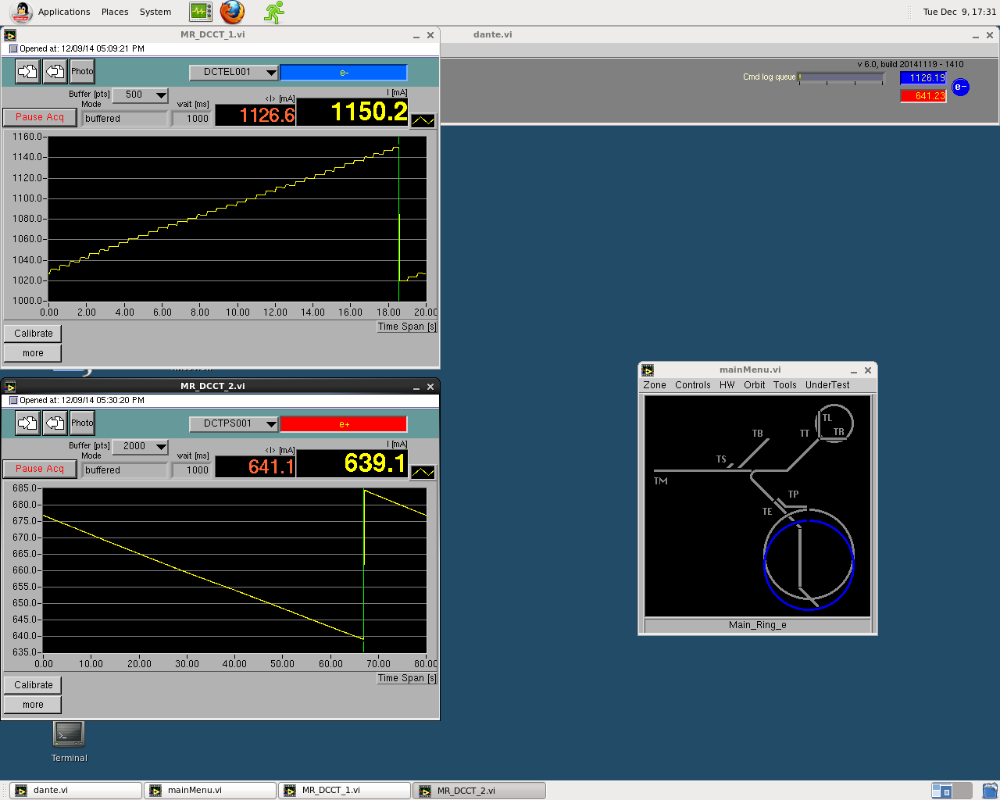 Applications Places System
Tue Dec 9, 17:31
MR_DCCT_1.vi
Opened at: 12/09/14 05:09:21 PM
Photo
DCTEL001
e-
Buffer [pts]
500
Mode
wait [ms]
<I> [mA]
I [mA]
Pause Acq
buffered
1000
1126.6
1150.2
1160.0
1140.0
1120.0
1100.0
1080.0
1060.0
1040.0
1020.0
1000.0
0.00 2.00 4.00 6.00 8.00 10.00 12.00 14.00 16.00 18.00 20.00
Time Span [s]
Calibrate
more
dante.vi
v 6.0, build 20141119 - 1410
Cmd log queue
1126.19
641.23
e-
MR_DCCT_2.vi
Opened at: 12/09/14 05:30:20 PM
Photo
DCTPS001
e+
Buffer [pts]
2000
Mode
wait [ms]
<I> [mA]
I [mA]
Pause Acq
buffered
1000
641.1
639.1
685.0
680.0
675.0
670.0
665.0
660.0
655.0
650.0
645.0
640.0
635.0
0.00 10.00 20.00 30.00 40.00 50.00 60.00 70.00 80.00
Time Span [s]
Calibrate
more
mainMenu.vi
Zone Controls HW Orbit Tools UnderTest
TL
TR
TT
TB
TS
TM
TP
TE
Main_Ring_e
Terminal
dante.vi
mainMenu.vi
MR_DCCT_1.vi
MR_DCCT_2.vi